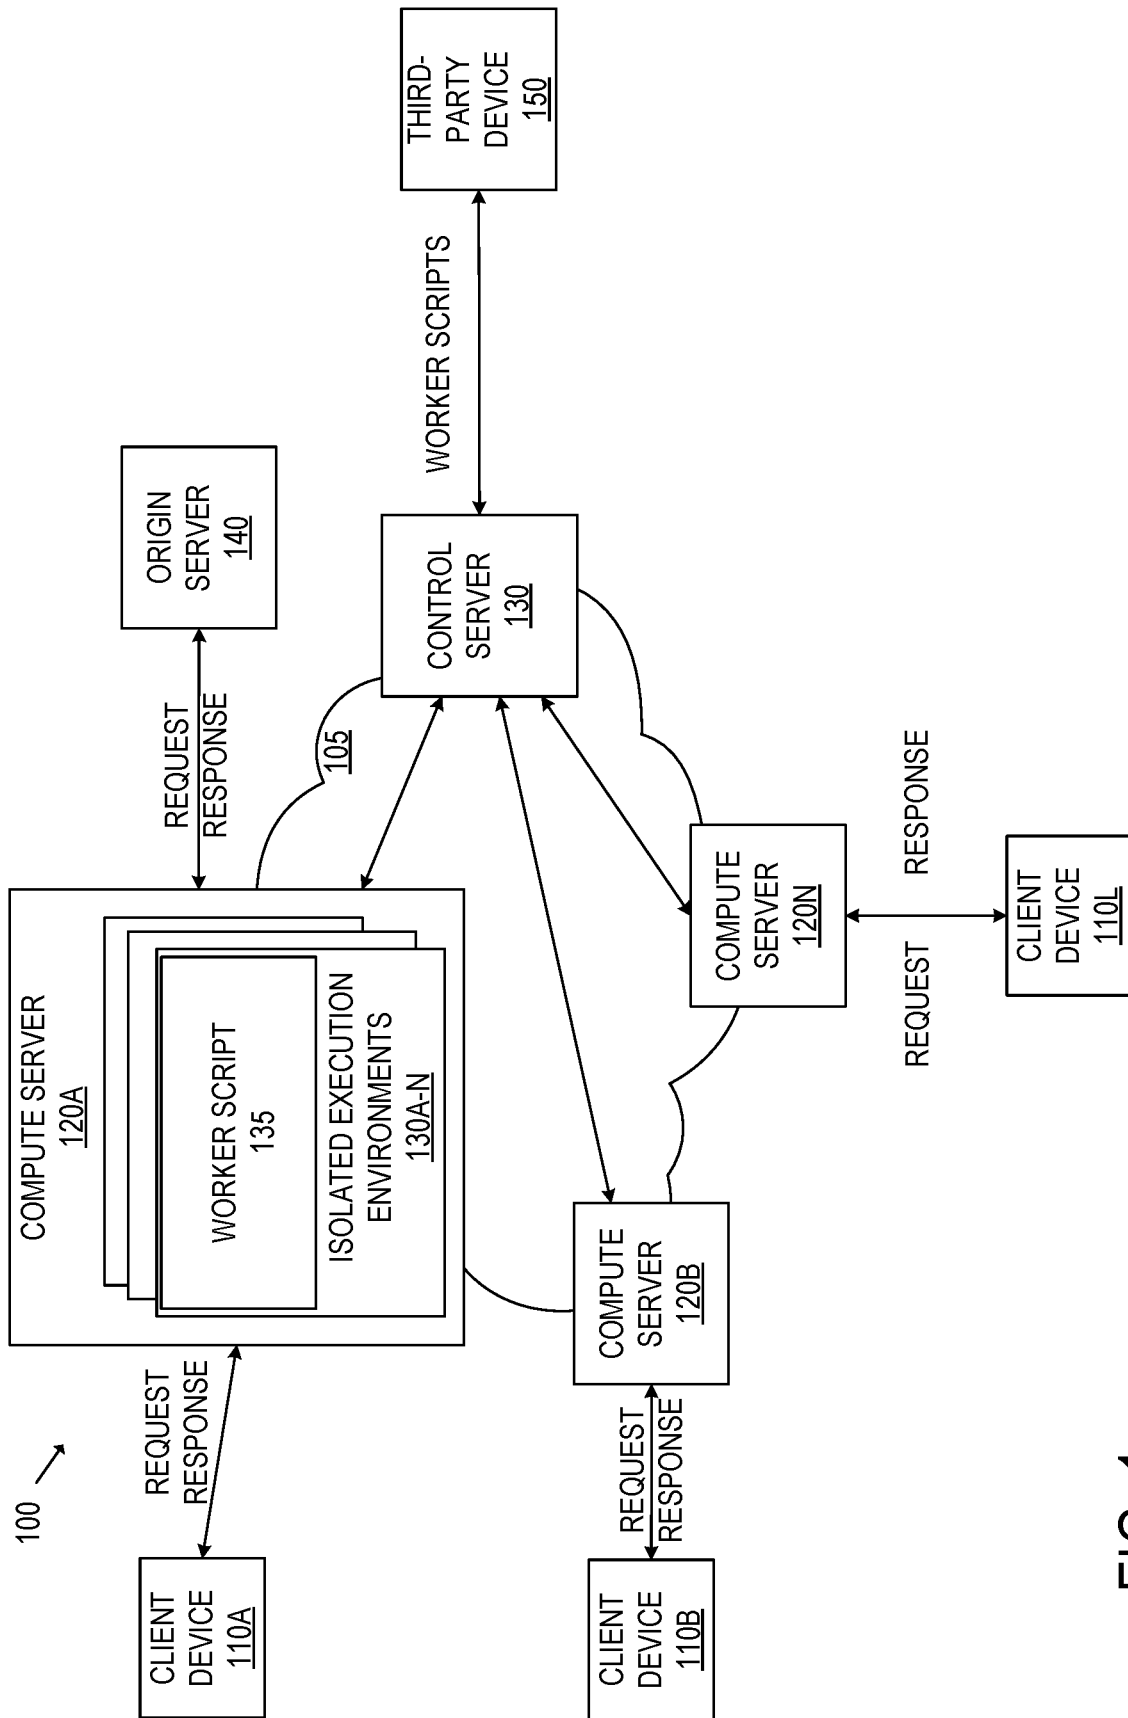 100
COMPUTE SERVER
120A
WORKER SCRIPT
135
ISOLATED EXECUTION
ENVIRONMENTS
130A-N
CLIENT
DEVICE
110A
REQUEST
RESPONSE
REQUEST
RESPONSE
ORIGIN
SERVER
140
105
CONTROL
SERVER
130
WORKER SCRIPTS
THIRD-
PARTY
DEVICE
150
CLIENT
DEVICE
110B
REQUEST
RESPONSE
COMPUTE
SERVER
120B
COMPUTE
SERVER
120N
REQUEST
RESPONSE
CLIENT
DEVICE
110L
FIG. 1